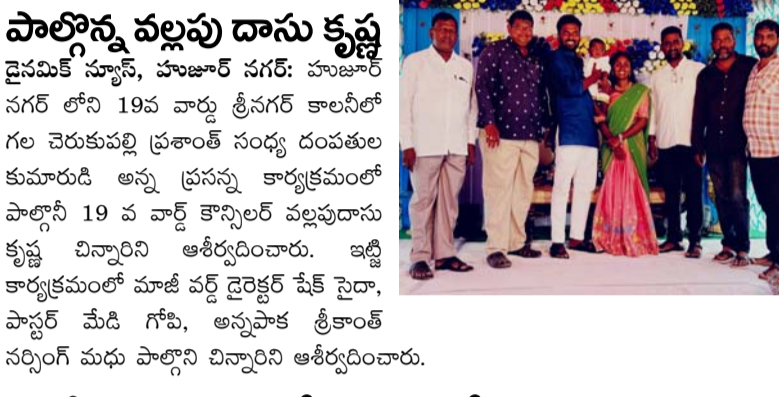 పాల్గొన్న వల్లపు దాసు కృష్ణ
డైనమిక్ న్యూస్, హుజూర్ నగర్: హుజూర్
నగర్ లోని 19వ వార్డు శ్రీనగర్ కాలనీలో
గల చెరుకుపల్లి ప్రశాంత్ సంధ్య దంపతుల
కుమారుడి అన్న ప్రసన్న కార్యక్రమంలో
పాల్గొనీ 19 వ వార్డ్ కౌన్సిలర్ వల్లపుదాసు
కృష్ణ చిన్నారిని ఆశీర్వదించారు. ఇట్టి
కార్యక్రమంలో మాజీ వర్డ్ డైరెక్టర్ షేక్ సైదా,
పాస్టర్ మేడి గోపి, అన్నపాక శ్రీకాంత్
నర్సింగ్ మధు పాల్గొని చిన్నారిని ఆశీర్వదించారు.